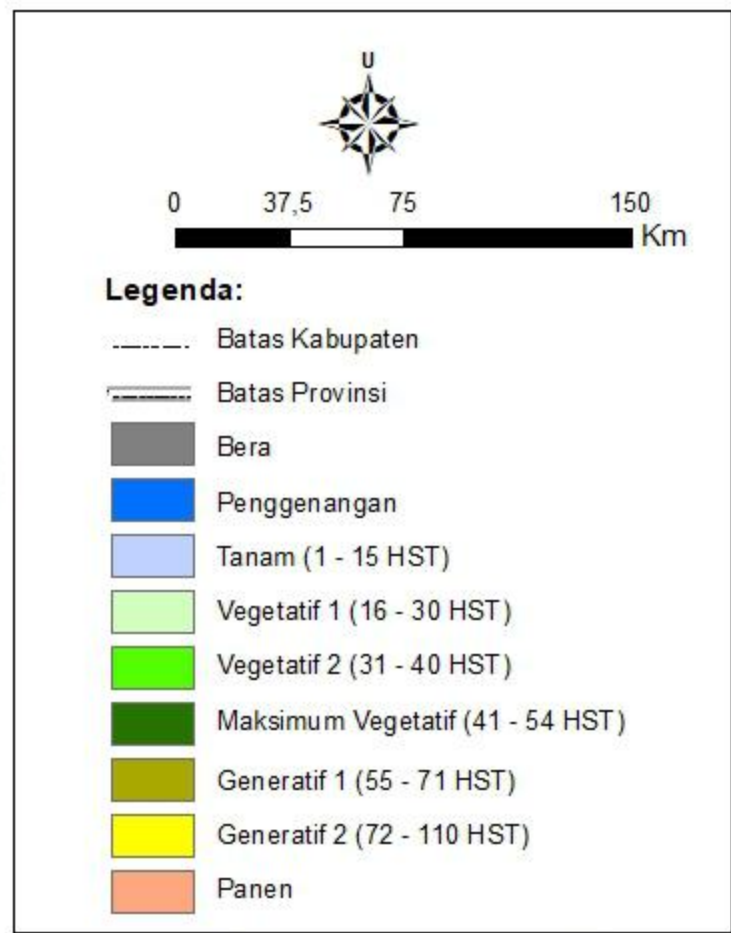 U
0 37,5 75 150
Km
Legenda:
Batas Kabupaten
Batas Provinsi
Bera
Penggenangan
Tanam (1 - 15 HST)
Vegetatif 1 (16 - 30 HST)
Vegetatif 2 (31 - 40 HST)
Maksimum Vegetatif (41 - 54 HST)
Generatif 1 (55 - 71 HST)
Generatif 2 (72 - 110 HST)
Panen